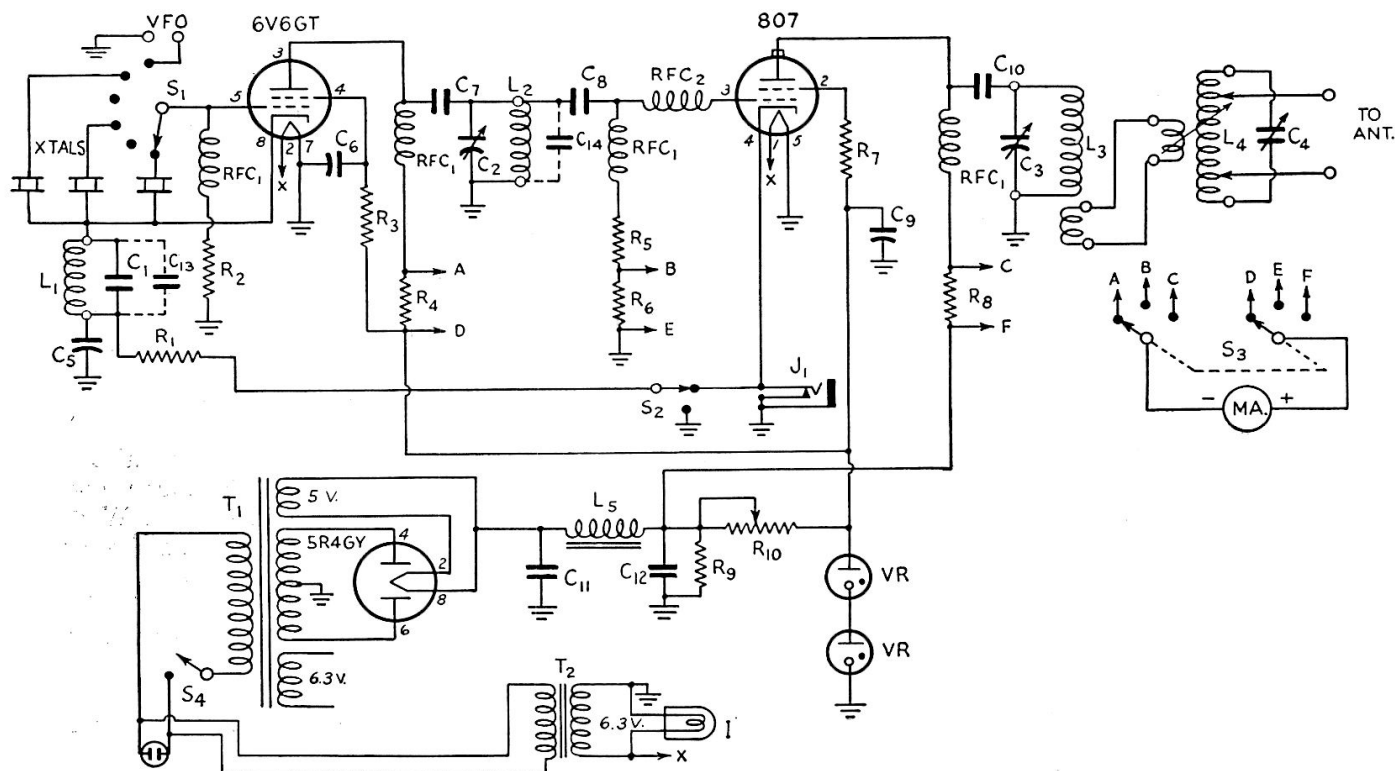 VFO
6V6GT
807
3
4
5
8
2
7
X
S1
XTALS
RFC1
R2
L1
C1
C13
C5
R1
C6
R3
RFC1
R4
A
D
C7
C2
L2
C14
C8
RFC1
R5
B
R6
E
RFC2
3
2
4
1
5
X
R7
C9
RFC1
C10
C3
L3
R8
C
F
L4
C4
TO
ANT.
A
B
C
D
E
F
S3
-
MA.
+
S2
J1
T1
5 V.
5R4GY
4
2
8
6
6.3 V.
S4
L5
C11
C12
R9
R10
VR
VR
T2
6.3 V.
I
X